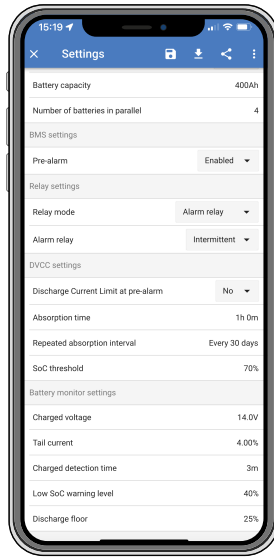 15:19
Settings
Battery capacity 400Ah
Number of batteries in parallel 4
BMS settings
Pre-alarm Enabled
Relay settings
Relay mode Alarm relay
Alarm relay Intermittent
DVCC settings
Discharge Current Limit at pre-alarm No
Absorption time 1h 0m
Repeated absorption interval Every 30 days
SoC threshold 70%
Battery monitor settings
Charged voltage 14.0V
Tail current 4.00%
Charged detection time 3m
Low SoC warning level 40%
Discharge floor 25%